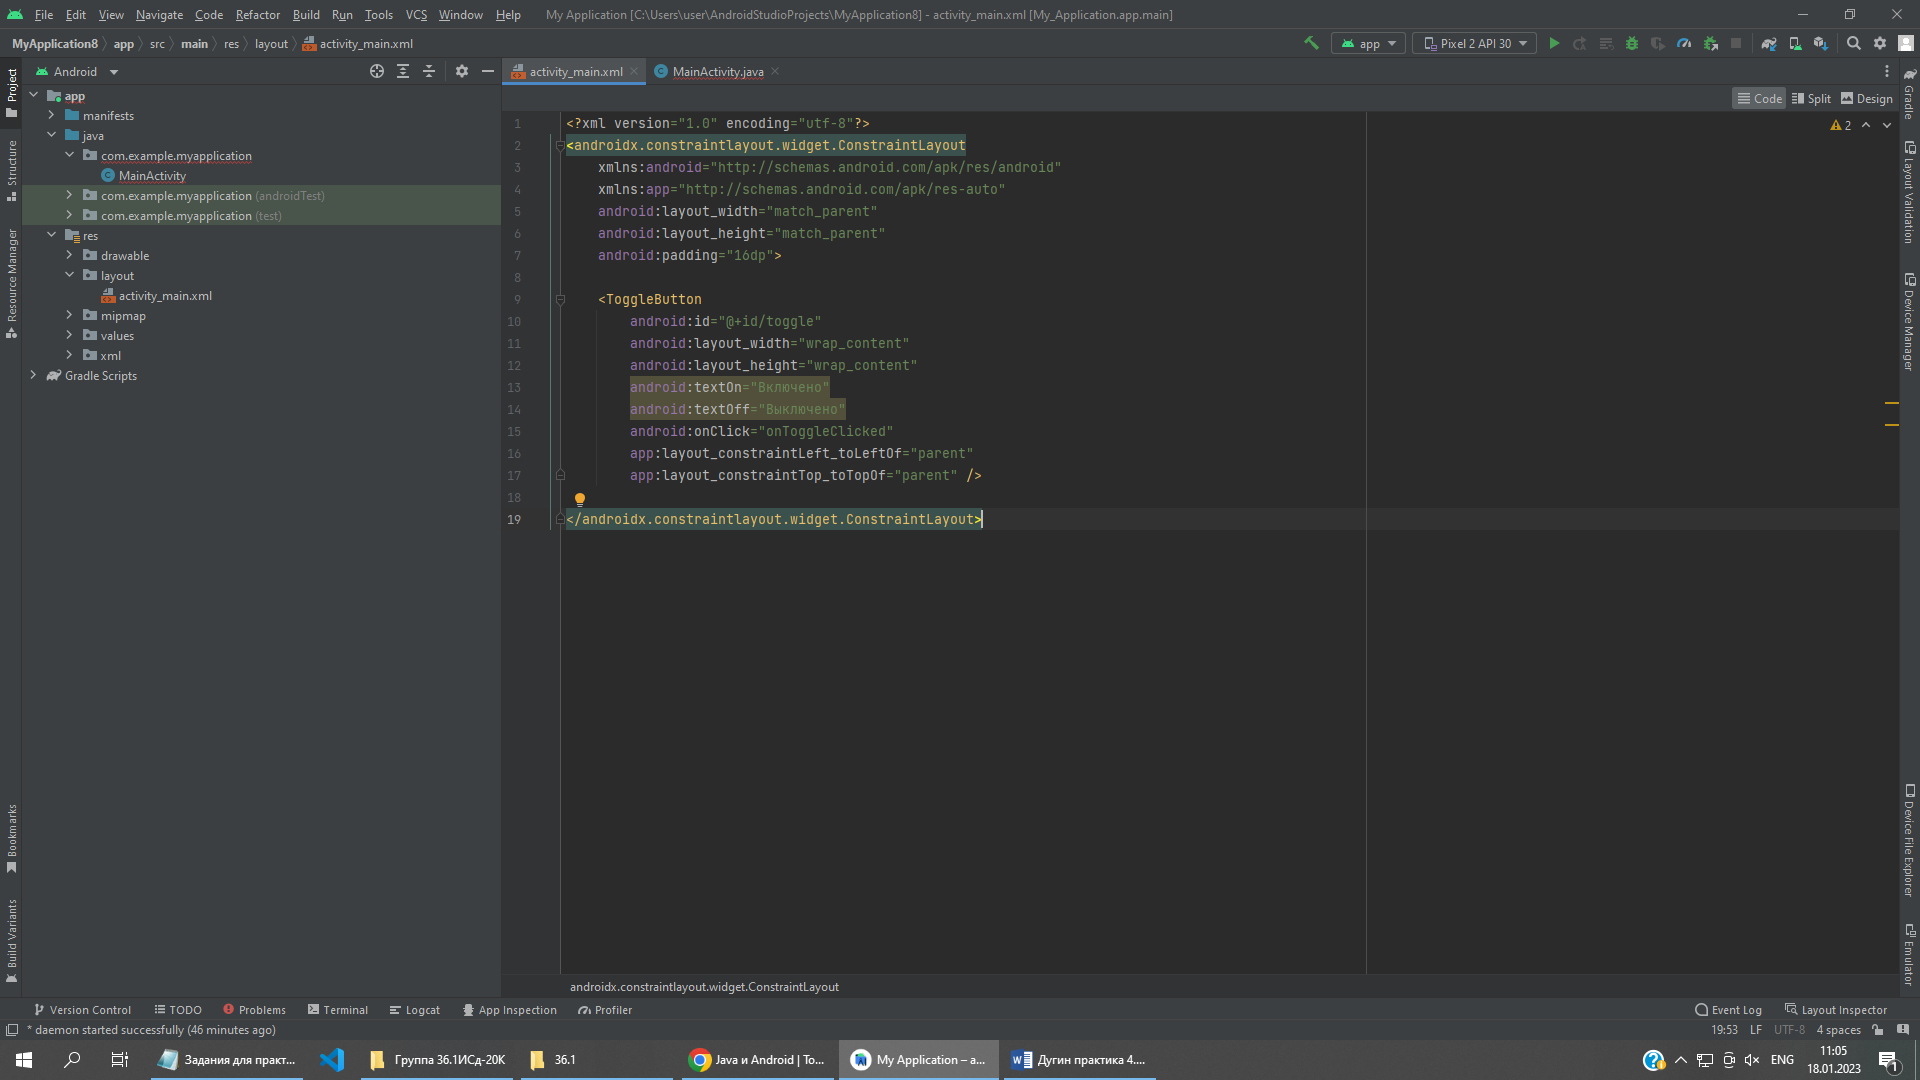 File Edit View Navigate Code Refactor Build Run Tools VCS Window Help My Application [C:\Users\user\AndroidStudioProjects\MyApplication8] - activity_main.xml [My_Application.app.main]
MyApplication8 app src main res layout activity_main.xml app Pixel 2 API 30
Android
activity_main.xml MainActivity.java
Code Split Design
Project
Structure
Resource Manager
Bookmarks
Build Variants
app
manifests
java
com.example.myapplication
MainActivity
com.example.myapplication (androidTest)
com.example.myapplication (test)
res
drawable
layout
activity_main.xml
mipmap
values
xml
Gradle Scripts
2
1 <?xml version="1.0" encoding="utf-8"?>
2 <androidx.constraintlayout.widget.ConstraintLayout
3 xmlns:android="http://schemas.android.com/apk/res/android"
4 xmlns:app="http://schemas.android.com/apk/res-auto"
5 android:layout_width="match_parent"
6 android:layout_height="match_parent"
7 android:padding="16dp">
8
9 <ToggleButton
10 android:id="@+id/toggle"
11 android:layout_width="wrap_content"
12 android:layout_height="wrap_content"
13 android:textOn="Включено"
14 android:textOff="Выключено"
15 android:onClick="onToggleClicked"
16 app:layout_constraintLeft_toLeftOf="parent"
17 app:layout_constraintTop_toTopOf="parent" />
18
19 </androidx.constraintlayout.widget.ConstraintLayout>
Gradle
Layout Validation
Device Manager
Device File Explorer
Emulator
androidx.constraintlayout.widget.ConstraintLayout
Version Control TODO Problems Terminal Logcat App Inspection Profiler Event Log Layout Inspector
* daemon started successfully (46 minutes ago) 19:53 LF UTF-8 4 spaces
Задания для практ... Группа 36.1ИСд-20К 36.1 Java и Android | То... My Application – a... Дугин практика 4.... ENG 11:05
18.01.2023
1